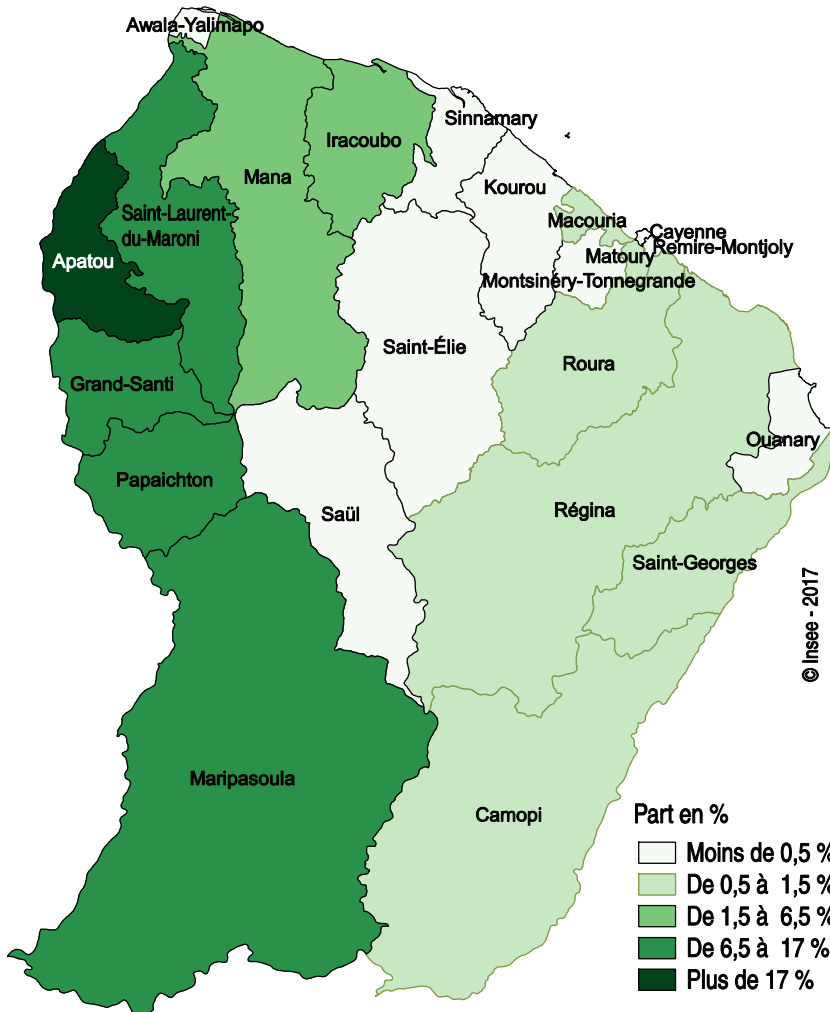 Awala-Yalimapo
Sinnamary
Iracoubo
Mana
Kourou
Saint-Laurent-
du-Maroni
Macouria
Cayenne
Remire-Montjoly
Matoury
Apatou
Montsinéry-Tonnegrande
Saint-Élie
Roura
Grand-Santi
Ouanary
Papaichton
Saül
Régina
Saint-Georges
© Insee - 2017
Maripasoula
Camopi
Part en %
Moins de 0,5 %
De 0,5 à 1,5 %
De 1,5 à 6,5 %
De 6,5 à 17 %
Plus de 17 %